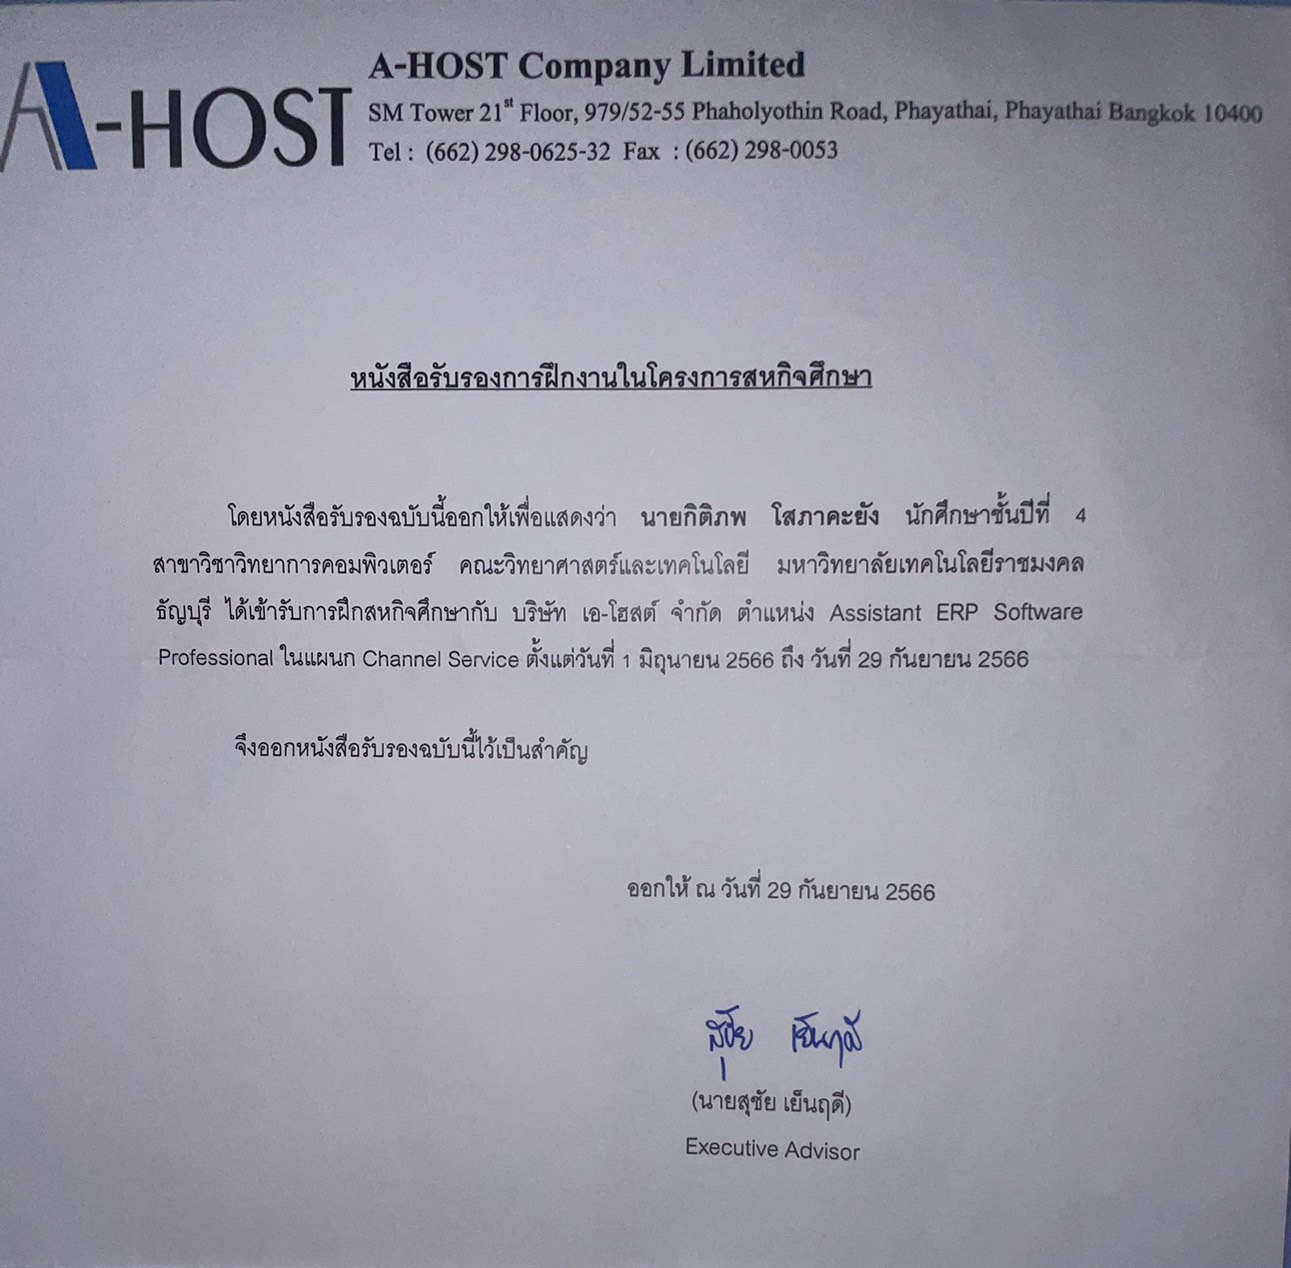 A-HOST
A-HOST Company Limited
SM Tower 21st Floor, 979/52-55 Phaholyothin Road, Phayathai, Phayathai Bangkok 10400
Tel : (662) 298-0625-32 Fax : (662) 298-0053
หนังสือรับรองการฝึกงานในโครงการสหกิจศึกษา
โดยหนังสือรับรองฉบับนี้ออกให้เพื่อแสดงว่า นายกิติภพ โสภาคะยัง นักศึกษาชั้นปีที่ 4
สาขาวิชาวิทยาการคอมพิวเตอร์ คณะวิทยาศาสตร์และเทคโนโลยี มหาวิทยาลัยเทคโนโลยีราชมงคล
ธัญบุรี ได้เข้ารับการฝึกสหกิจศึกษากับ บริษัท เอ-โฮสต์ จำกัด ตำแหน่ง Assistant ERP Software
Professional ในแผนก Channel Service ตั้งแต่วันที่ 1 มิถุนายน 2566 ถึง วันที่ 29 กันยายน 2566
จึงออกหนังสือรับรองฉบับนี้ไว้เป็นสำคัญ
ออกให้ ณ วันที่ 29 กันยายน 2566
สุชัย เย็นฤดี
(นายสุชัย เย็นฤดี)
Executive Advisor